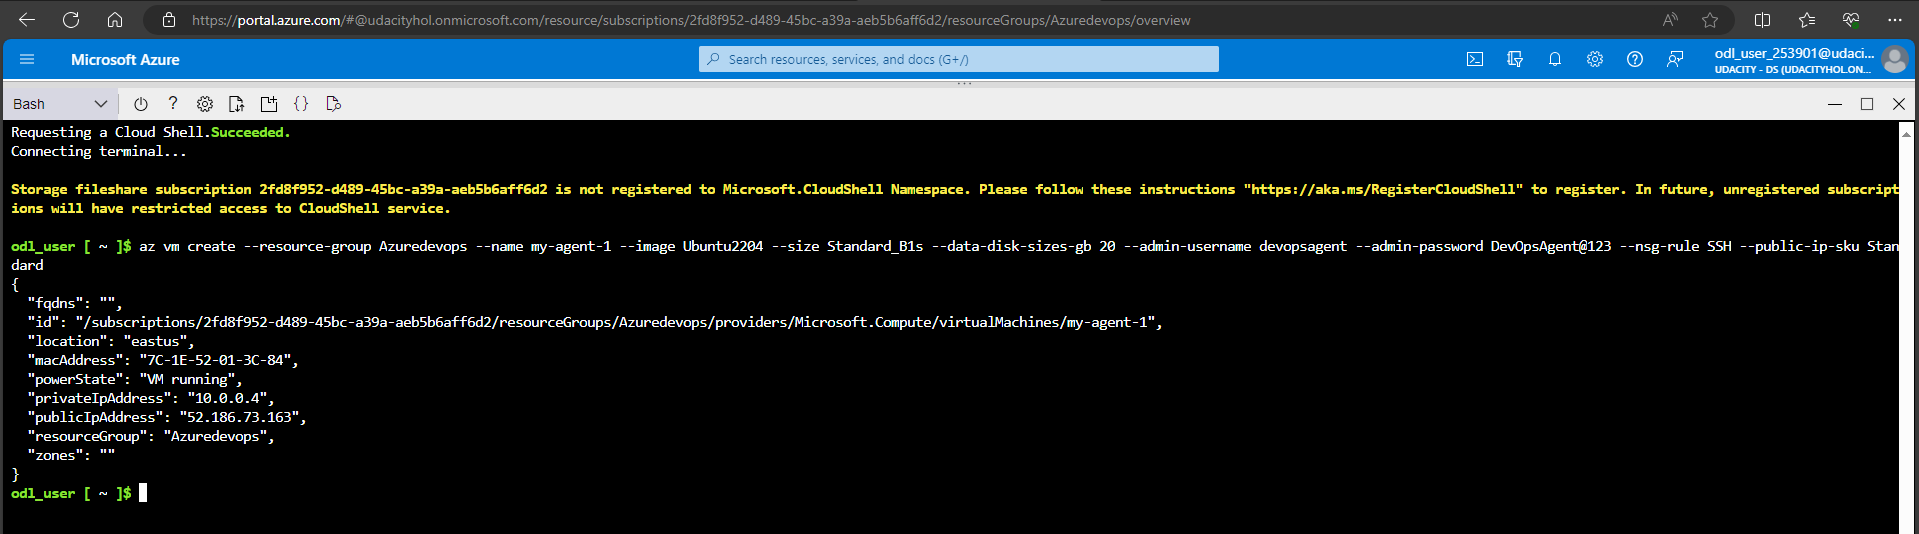 https://portal.azure.com/#@udacityhol.onmicrosoft.com/resource/subscriptions/2fd8f952-d489-45bc-a39a-aeb5b6aff6d2/resourceGroups/Azuredevops/overview
Microsoft Azure
Search resources, services, and docs (G+/)
odl_user_253901@udaci...
UDACITY - DS (UDACITYHOL.ON...
Bash
Requesting a Cloud Shell.Succeeded.
Connecting terminal...
Storage fileshare subscription 2fd8f952-d489-45bc-a39a-aeb5b6aff6d2 is not registered to Microsoft.CloudShell Namespace. Please follow these instructions "https://aka.ms/RegisterCloudShell" to register. In future, unregistered subscript
ions will have restricted access to CloudShell service.
odl_user [ ~ ]$ az vm create --resource-group Azuredevops --name my-agent-1 --image Ubuntu2204 --size Standard_B1s --data-disk-sizes-gb 20 --admin-username devopsagent --admin-password DevOpsAgent@123 --nsg-rule SSH --public-ip-sku Stan
dard
{
  "fqdns": "",
  "id": "/subscriptions/2fd8f952-d489-45bc-a39a-aeb5b6aff6d2/resourceGroups/Azuredevops/providers/Microsoft.Compute/virtualMachines/my-agent-1",
  "location": "eastus",
  "macAddress": "7C-1E-52-01-3C-84",
  "powerState": "VM running",
  "privateIpAddress": "10.0.0.4",
  "publicIpAddress": "52.186.73.163",
  "resourceGroup": "Azuredevops",
  "zones": ""
}
odl_user [ ~ ]$